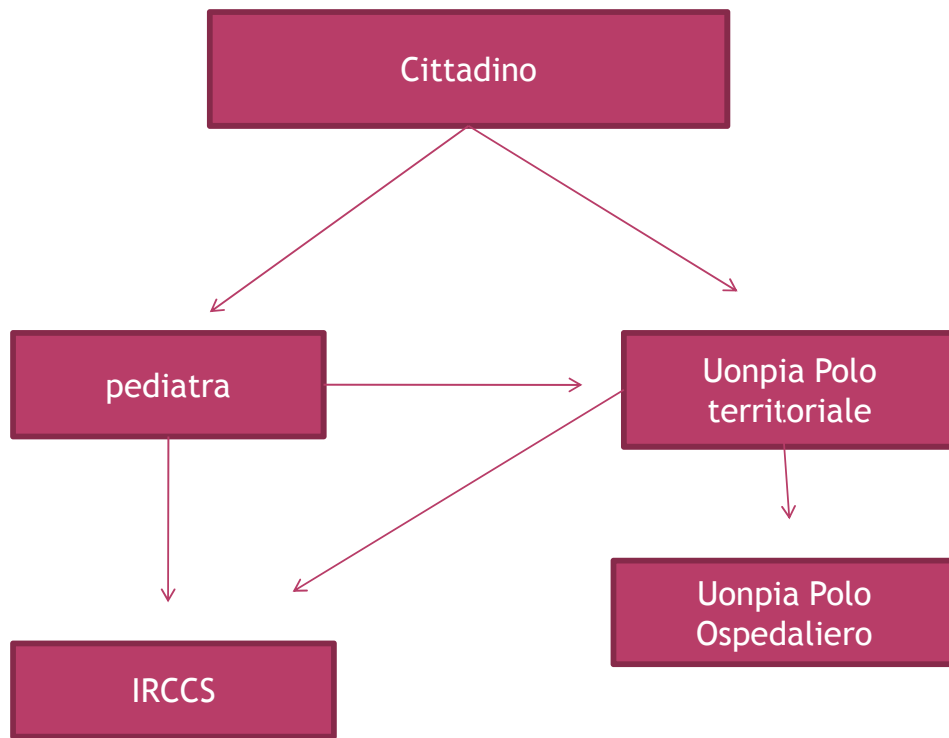 Cittadino
pediatra
Uonpia Polo
territoriale
Uonpia Polo
Ospedaliero
IRCCS